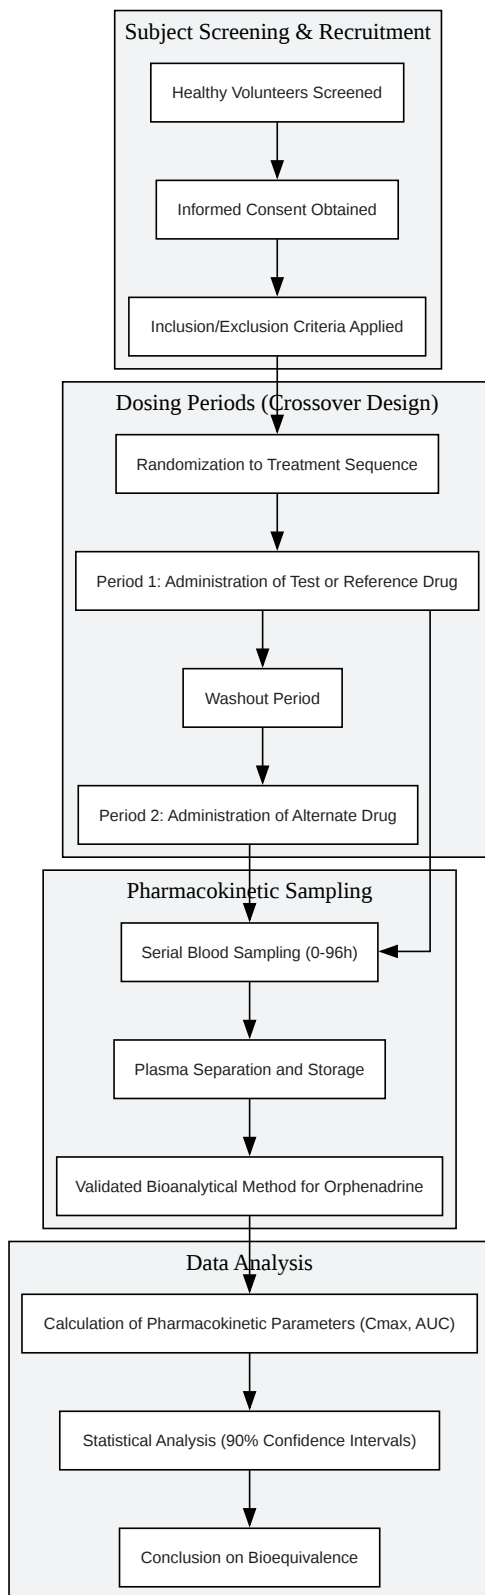 Subject Screening & Recruitment
Healthy Volunteers Screened
Informed Consent Obtained
Inclusion/Exclusion Criteria Applied
Dosing Periods (Crossover Design)
Randomization to Treatment Sequence
Period 1: Administration of Test or Reference Drug
Washout Period
Period 2: Administration of Alternate Drug
Pharmacokinetic Sampling
Serial Blood Sampling (0-96h)
Plasma Separation and Storage
Validated Bioanalytical Method for Orphenadrine
Data Analysis
Calculation of Pharmacokinetic Parameters (Cmax, AUC)
Statistical Analysis (90% Confidence Intervals)
Conclusion on Bioequivalence